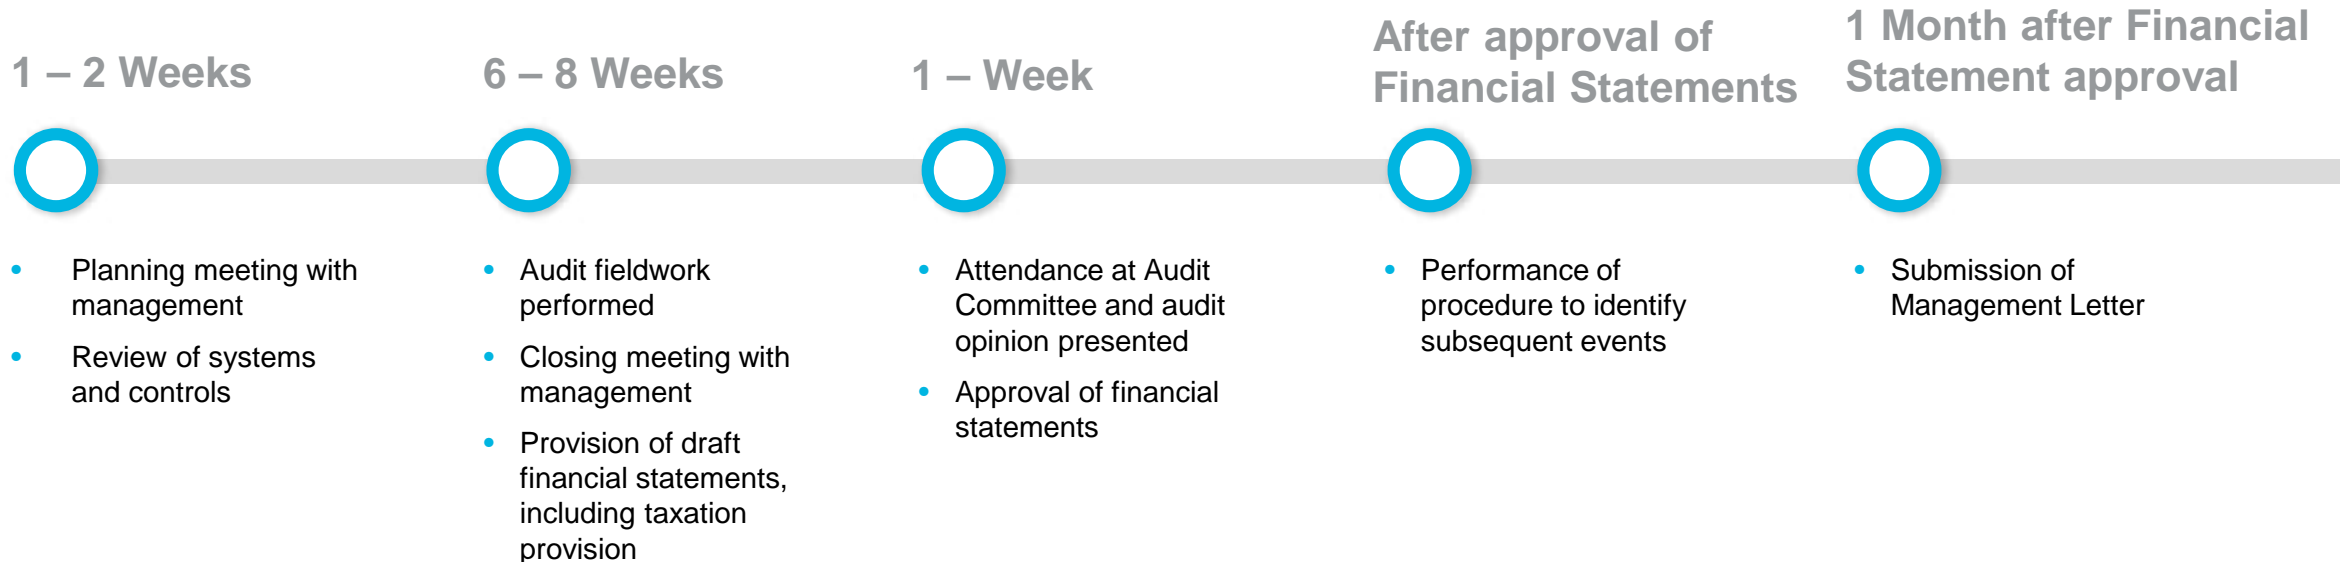 1 – 2 Weeks
• Planning meeting with
management
• Review of systems
and controls
6 – 8 Weeks
• Audit fieldwork
performed
• Closing meeting with
management
• Provision of draft
financial statements,
including taxation
provision
1 – Week
• Attendance at Audit
Committee and audit
opinion presented
• Approval of financial
statements
After approval of
Financial Statements
• Performance of
procedure to identify
subsequent events
1 Month after Financial
Statement approval
• Submission of
Management Letter